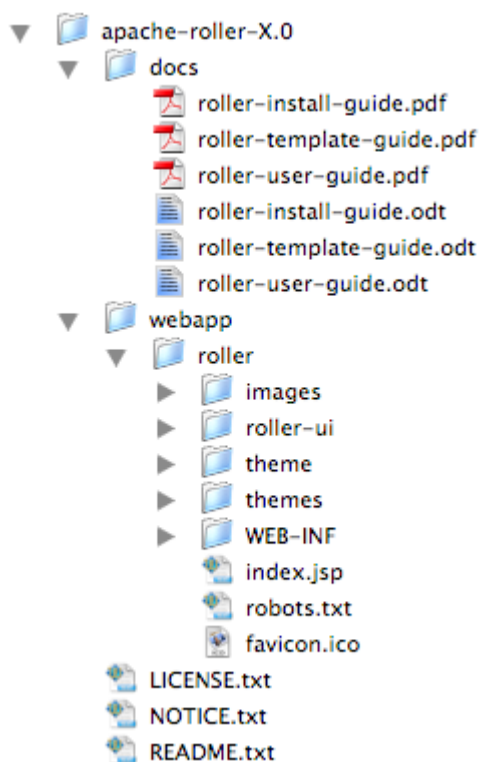 apache-roller-X.0
docs
roller-install-guide.pdf
roller-template-guide.pdf
roller-user-guide.pdf
roller-install-guide.odt
roller-template-guide.odt
roller-user-guide.odt
webapp
roller
images
roller-ui
theme
themes
WEB-INF
index.jsp
robots.txt
favicon.ico
LICENSE.txt
NOTICE.txt
README.txt